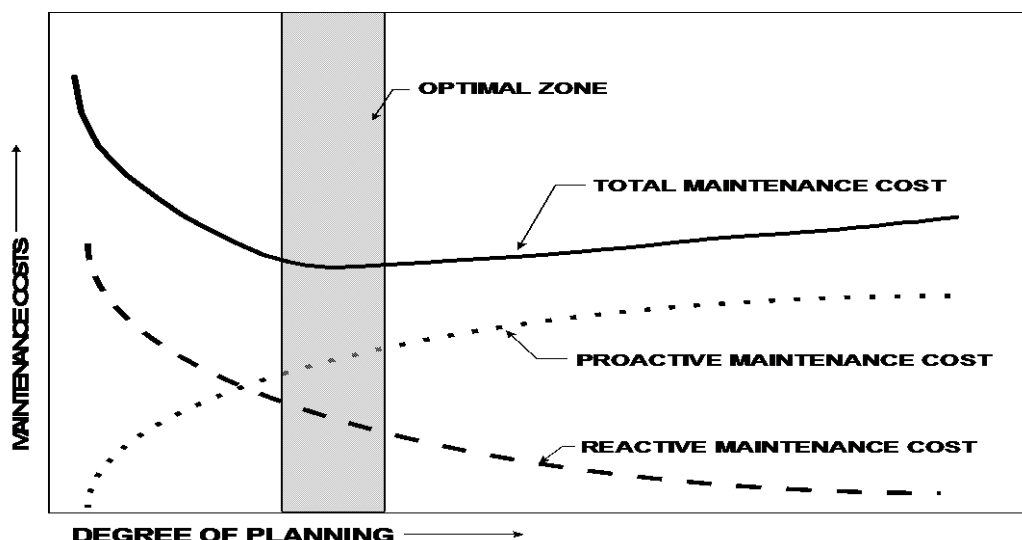 OPTIMAL ZONE
TOTAL MAINTENANCE COST
MAINTENANCE COSTS
PROACTIVE MAINTENANCE COST
REACTIVE MAINTENANCE COST
DEGREE OF PLANNING